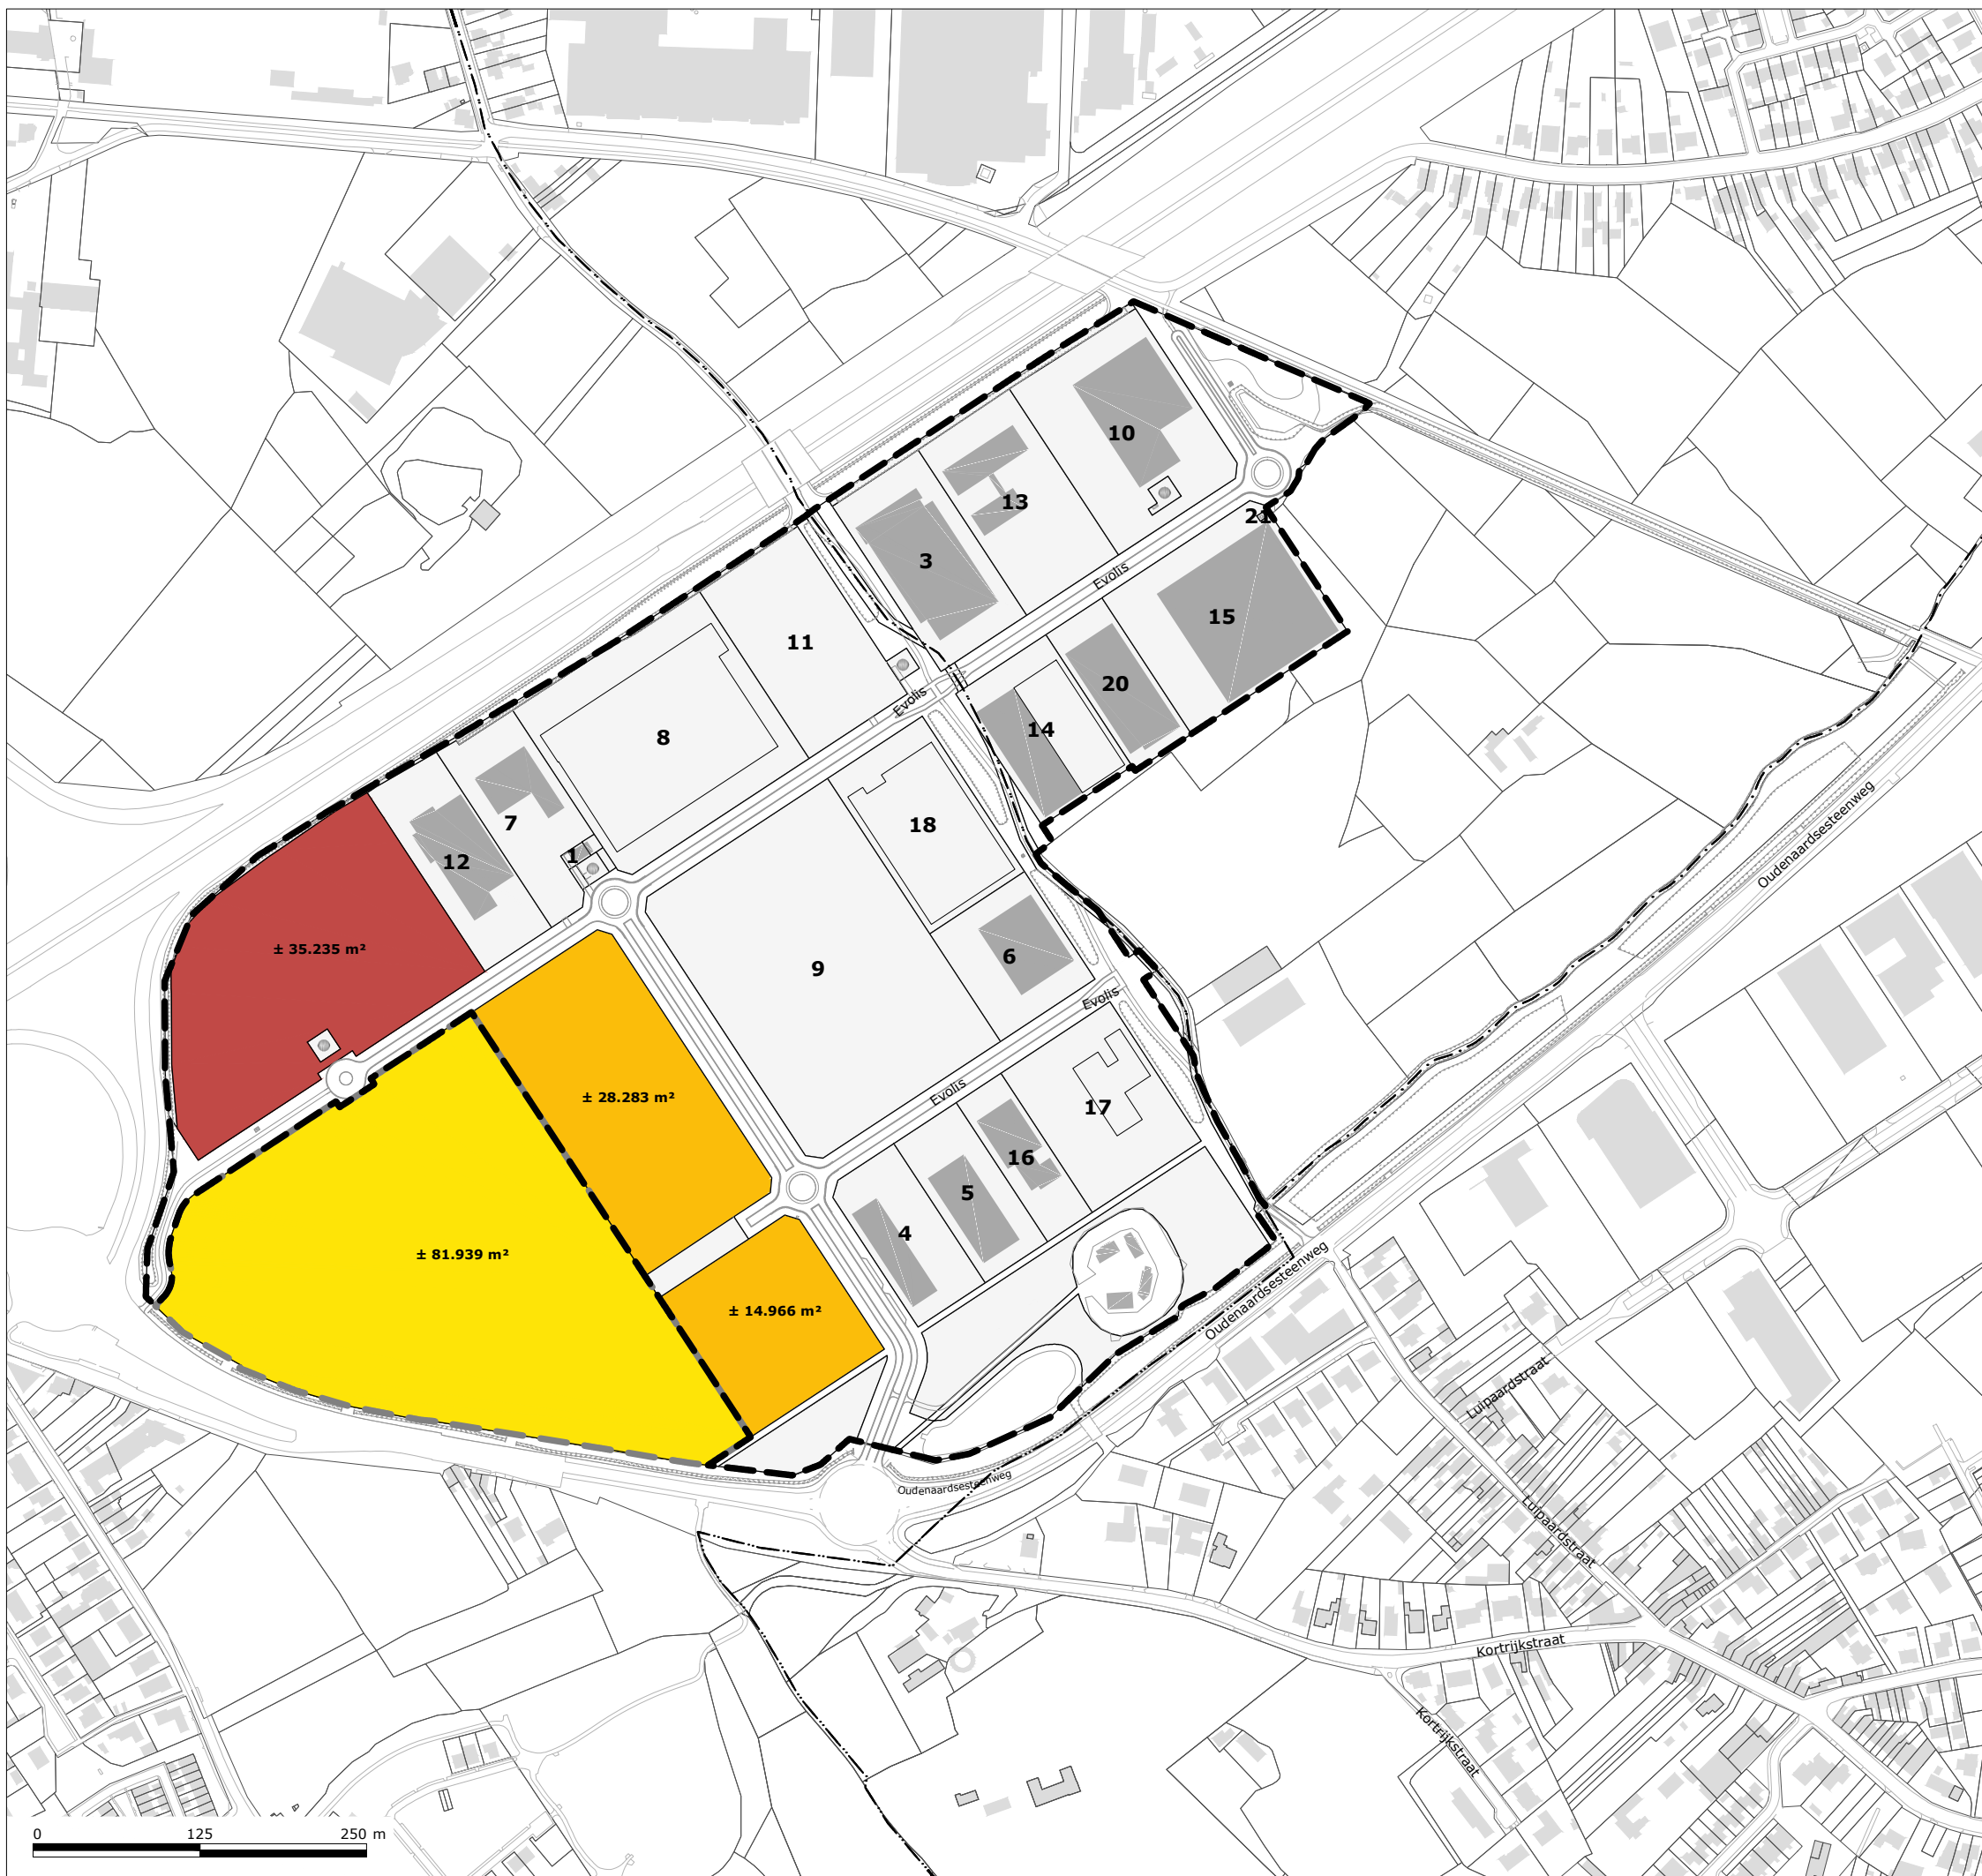 10
13
21
3
Evolis
15
11
20
Evolis
14
8
18
7
1
12
Oudenaardsesteenweg
± 35.235 m²
6
9
Evolis
± 28.283 m²
Evolis
17
16
5
4
± 81.939 m²
Oudenaardsesteenweg
± 14.966 m²
Luipaardstraat
Oudenaardsesteenweg
Luipaardstraat
Kortrijkstraat
Kortrijkstraat
0 125 250 m